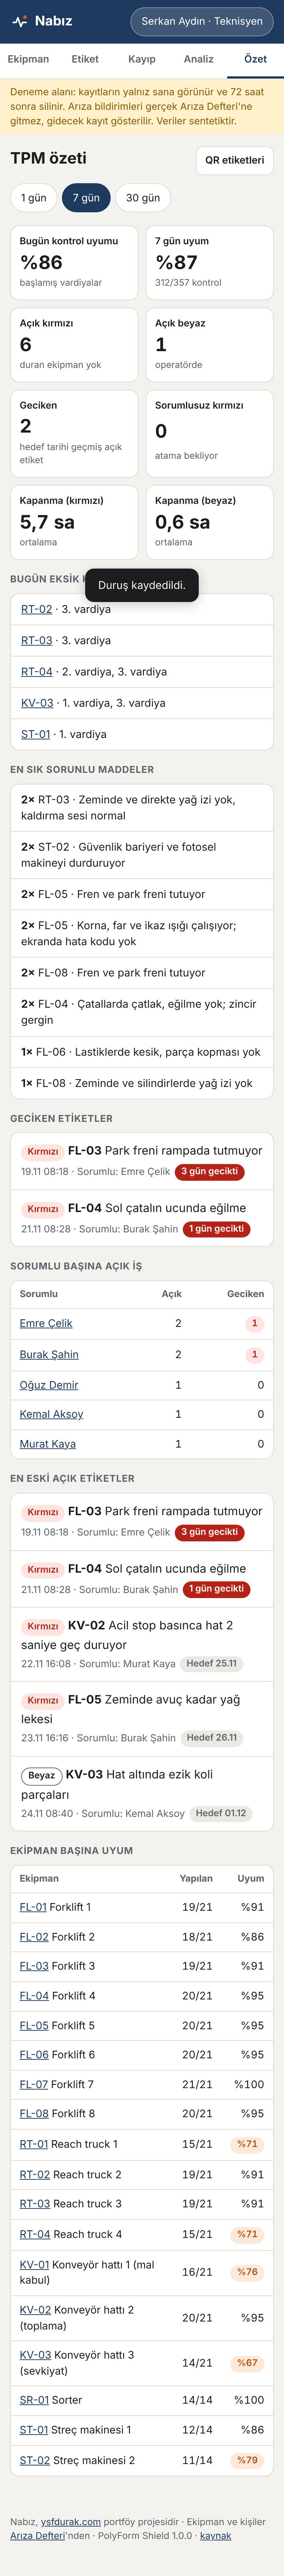 Nabız
Serkan Aydın · Teknisyen
Ekipman Etiket Kayıp Analiz Özet
Deneme alanı: kayıtların yalnız sana görünür ve 72 saat
sonra silinir. Arıza bildirimleri gerçek Arıza Defteri'ne
gitmez, gidecek kayıt gösterilir. Veriler sentetiktir.
TPM özeti
QR etiketleri
1 gün 7 gün 30 gün
Bugün kontrol uyumu
%86
başlamış vardiyalar
7 gün uyum
%87
312/357 kontrol
Açık kırmızı
6
duran ekipman yok
Açık beyaz
1
operatörde
Geciken
2
hedef tarihi geçmiş açık
etiket
Sorumlusuz kırmızı
0
atama bekliyor
Kapanma (kırmızı)
5,7 sa
ortalama
Kapanma (beyaz)
0,6 sa
ortalama
BUGÜN EKSİK
Duruş kaydedildi.
RT-02 · 3. vardiya
RT-03 · 3. vardiya
RT-04 · 2. vardiya, 3. vardiya
KV-03 · 1. vardiya, 3. vardiya
ST-01 · 1. vardiya
EN SIK SORUNLU MADDELER
2× RT-03 · Zeminde ve direkte yağ izi yok,
kaldırma sesi normal
2× ST-02 · Güvenlik bariyeri ve fotosel
makineyi durduruyor
2× FL-05 · Fren ve park freni tutuyor
2× FL-05 · Korna, far ve ikaz ışığı çalışıyor;
ekranda hata kodu yok
2× FL-08 · Fren ve park freni tutuyor
2× FL-04 · Çatallarda çatlak, eğilme yok; zincir
gergin
1× FL-06 · Lastiklerde kesik, parça kopması yok
1× FL-08 · Zeminde ve silindirlerde yağ izi yok
GECİKEN ETİKETLER
Kırmızı FL-03 Park freni rampada tutmuyor
19.11 08:18 · Sorumlu: Emre Çelik 3 gün gecikti
Kırmızı FL-04 Sol çatalın ucunda eğilme
21.11 08:28 · Sorumlu: Burak Şahin 1 gün gecikti
SORUMLU BAŞINA AÇIK İŞ
Sorumlu Açık Geciken
Emre Çelik 2 1
Burak Şahin 2 1
Oğuz Demir 1 0
Kemal Aksoy 1 0
Murat Kaya 1 0
EN ESKİ AÇIK ETİKETLER
Kırmızı FL-03 Park freni rampada tutmuyor
19.11 08:18 · Sorumlu: Emre Çelik 3 gün gecikti
Kırmızı FL-04 Sol çatalın ucunda eğilme
21.11 08:28 · Sorumlu: Burak Şahin 1 gün gecikti
Kırmızı KV-02 Acil stop basınca hat 2
saniye geç duruyor
22.11 16:08 · Sorumlu: Murat Kaya Hedef 25.11
Kırmızı FL-05 Zeminde avuç kadar yağ
lekesi
23.11 16:16 · Sorumlu: Burak Şahin Hedef 26.11
Beyaz KV-03 Hat altında ezik koli
parçaları
24.11 08:40 · Sorumlu: Kemal Aksoy Hedef 01.12
EKİPMAN BAŞINA UYUM
Ekipman Yapılan Uyum
FL-01 Forklift 1 19/21 %91
FL-02 Forklift 2 18/21 %86
FL-03 Forklift 3 19/21 %91
FL-04 Forklift 4 20/21 %95
FL-05 Forklift 5 20/21 %95
FL-06 Forklift 6 20/21 %95
FL-07 Forklift 7 21/21 %100
FL-08 Forklift 8 20/21 %95
RT-01 Reach truck 1 15/21 %71
RT-02 Reach truck 2 19/21 %91
RT-03 Reach truck 3 19/21 %91
RT-04 Reach truck 4 15/21 %71
KV-01 Konveyör hattı 1 (mal
kabul) 16/21 %76
KV-02 Konveyör hattı 2
(toplama) 20/21 %95
KV-03 Konveyör hattı 3
(sevkiyat) 14/21 %67
SR-01 Sorter 14/14 %100
ST-01 Streç makinesi 1 12/14 %86
ST-02 Streç makinesi 2 11/14 %79
Nabız, ysfdurak.com portföy projesidir · Ekipman ve kişiler
Arıza Defteri'nden · PolyForm Shield 1.0.0 · kaynak